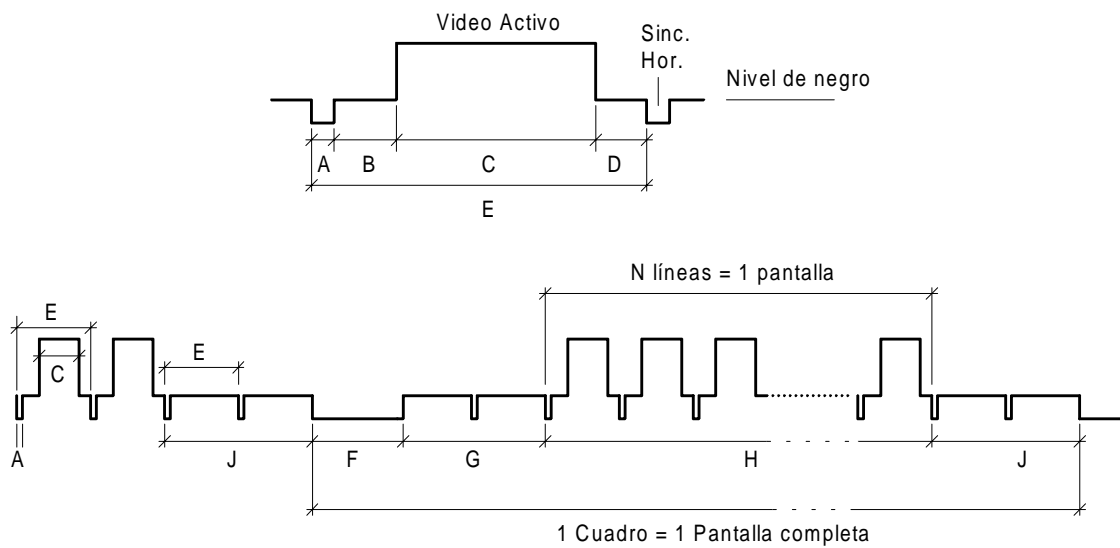 Video Activo
Sinc.
Hor.
Nivel de negro
A
B
C
D
E
N líneas = 1 pantalla
E
E
C
A
J
F
G
H
J
1 Cuadro = 1 Pantalla completa